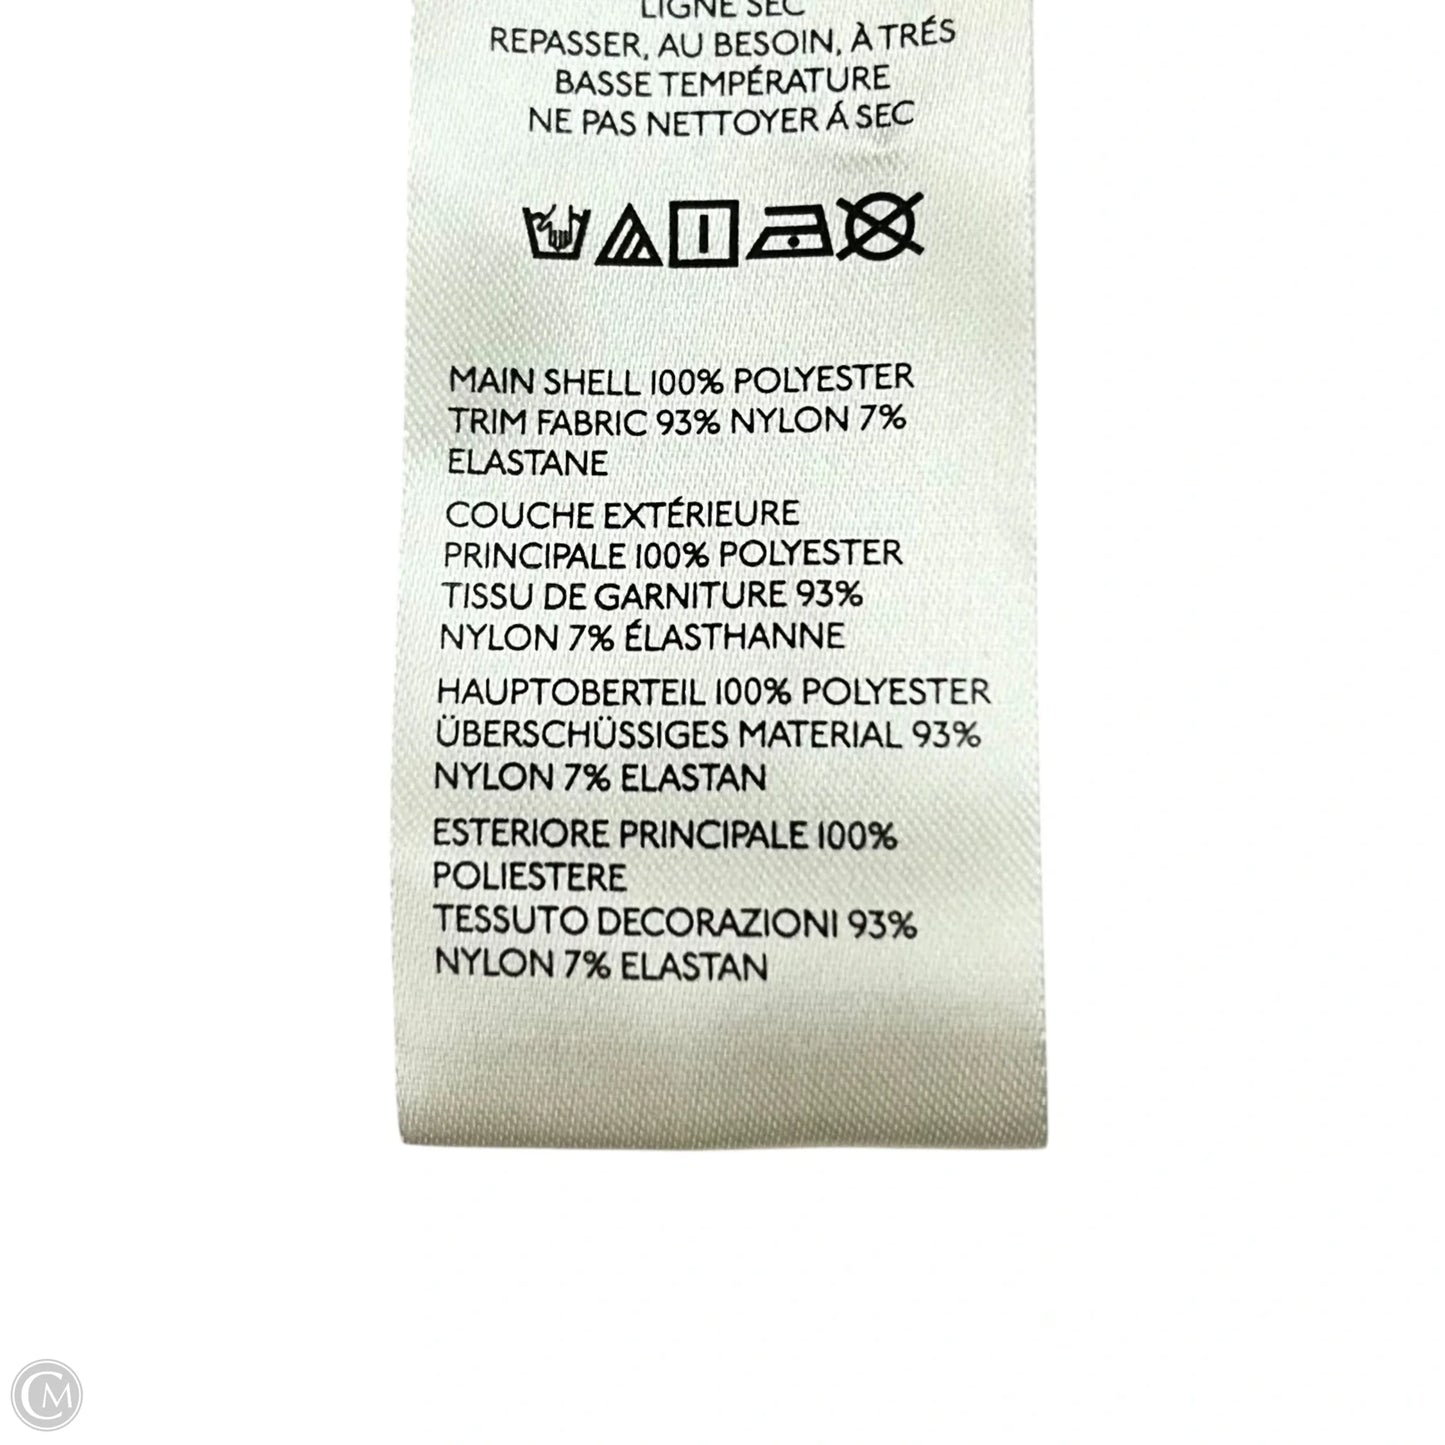 LIGNE SEC
REPASSER, AU BESOIN, À TRÉS
BASSE TEMPÉRATURE
NE PAS NETTOYER Á SEC
MAIN SHELL 100% POLYESTER
TRIM FABRIC 93% NYLON 7%
ELASTANE
COUCHE EXTÉRIEURE
PRINCIPALE 100% POLYESTER
TISSU DE GARNITURE 93%
NYLON 7% ÉLASTHANNE
HAUPTOBERTEIL 100% POLYESTER
ÜBERSCHÜSSIGES MATERIAL 93%
NYLON 7% ELASTAN
ESTERIORE PRINCIPALE 100%
POLIESTERE
TESSUTO DECORAZIONI 93%
NYLON 7% ELASTAN
CM